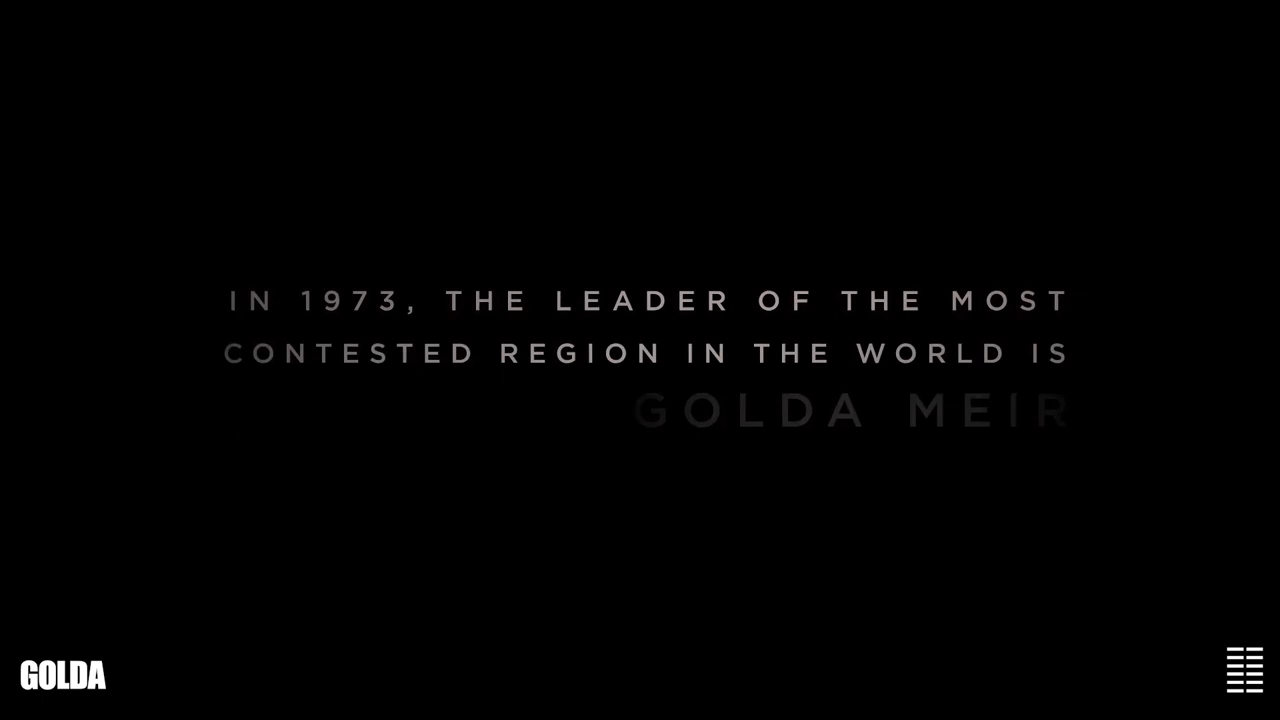 IN 1973, THE LEADER OF THE MOST
CONTESTED REGION IN THE WORLD IS
GOLDA MEIR
GOLDA